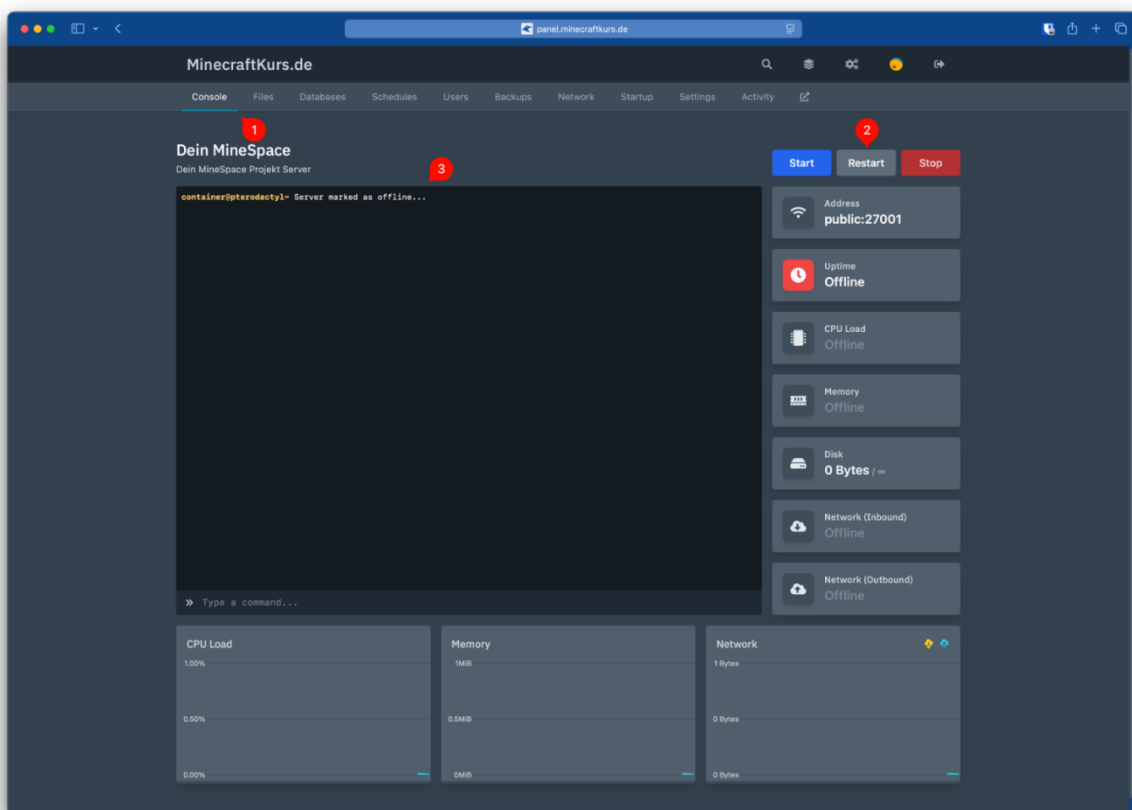 panel.minecraftkurs.de
MinecraftKurs.de
Console Files Databases Schedules Users Backups Network Startup Settings Activity
1
2
Dein MineSpace
Dein MineSpace Projekt Server
3
Start Restart Stop
container@pterodactyl~ Server marked as offline...
Address
public:27001
Uptime
Offline
CPU Load
Offline
Memory
Offline
Disk
0 Bytes / ∞
Network (Inbound)
Offline
Network (Outbound)
Offline
» Type a command...
CPU Load
1.00%
0.50%
0.00%
Memory
1MiB
0.5MiB
0MiB
Network
1 Bytes
0 Bytes
0 Bytes